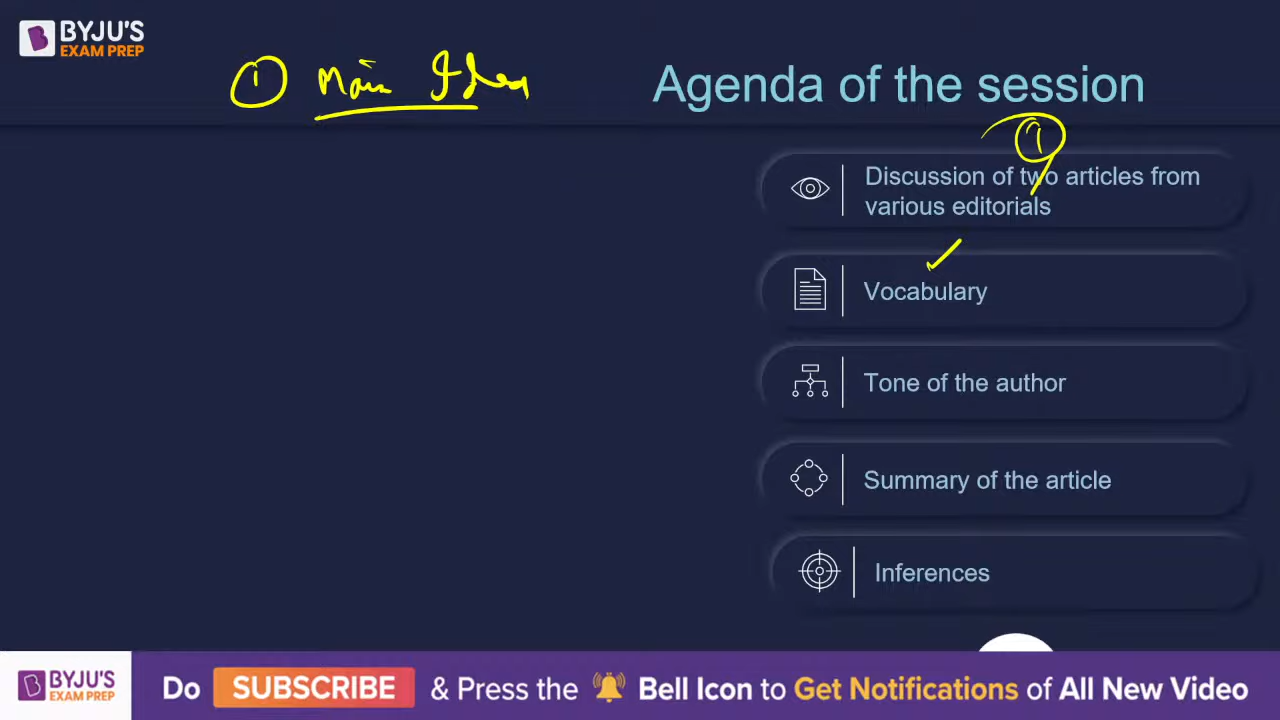 BYJU'S
EXAM PREP
① Main Idea
Agenda of the session
①
Discussion of two articles from
various editorials
Vocabulary
Tone of the author
Summary of the article
Inferences
BYJU'S
EXAM PREP
Do SUBSCRIBE & Press the Bell Icon to Get Notifications of All New Video